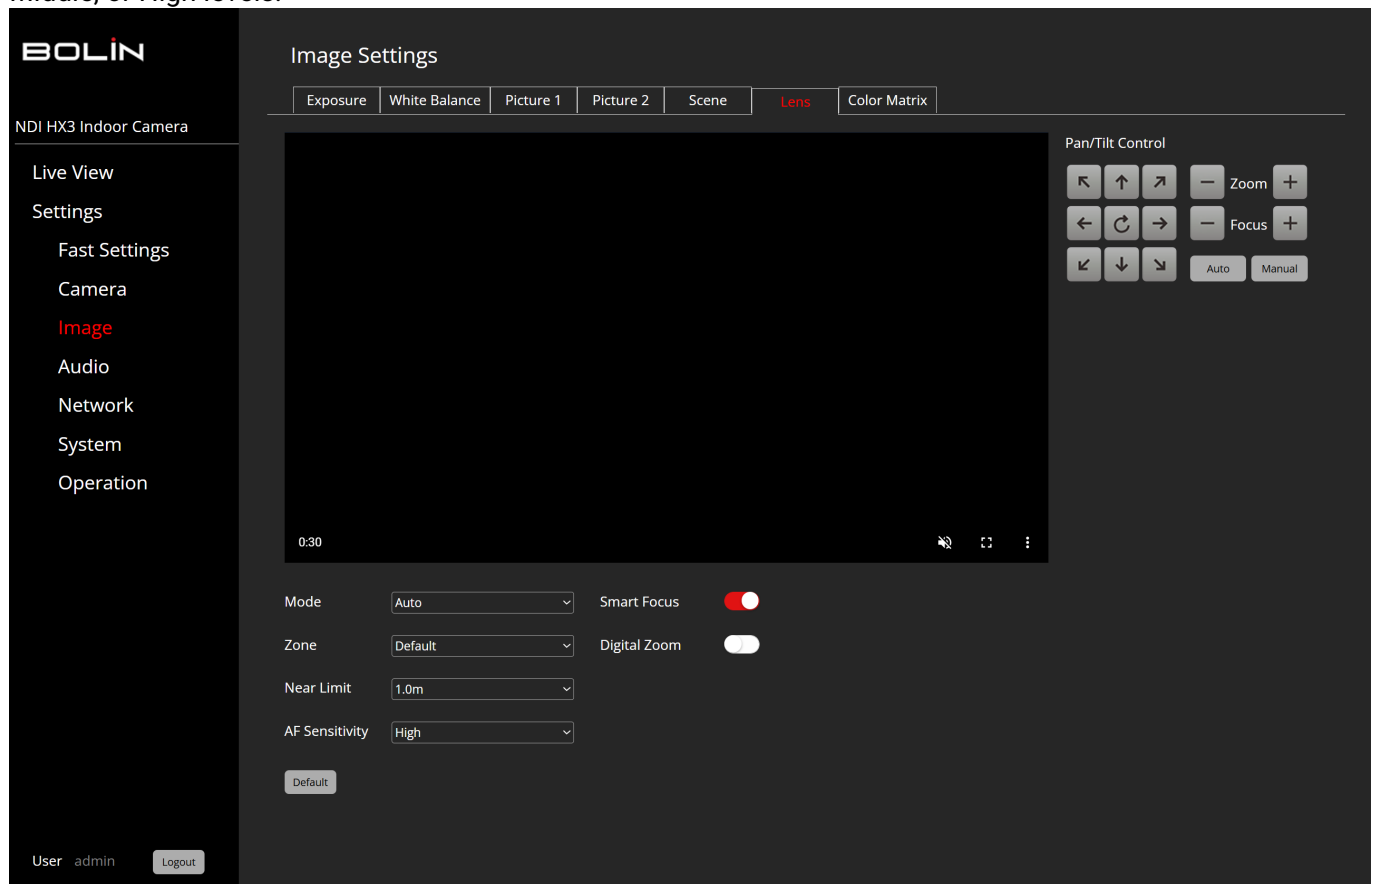 BOLIN
NDI HX3 Indoor Camera
Live View
Settings
Fast Settings
Camera
Image
Audio
Network
System
Operation
User admin Logout
Image Settings
Exposure White Balance Picture 1 Picture 2 Scene Lens Color Matrix
0:30
Pan/Tilt Control
Zoom
Focus
Auto Manual
Mode Auto Smart Focus
Zone Default Digital Zoom
Near Limit 1.0m
AF Sensitivity High
Default